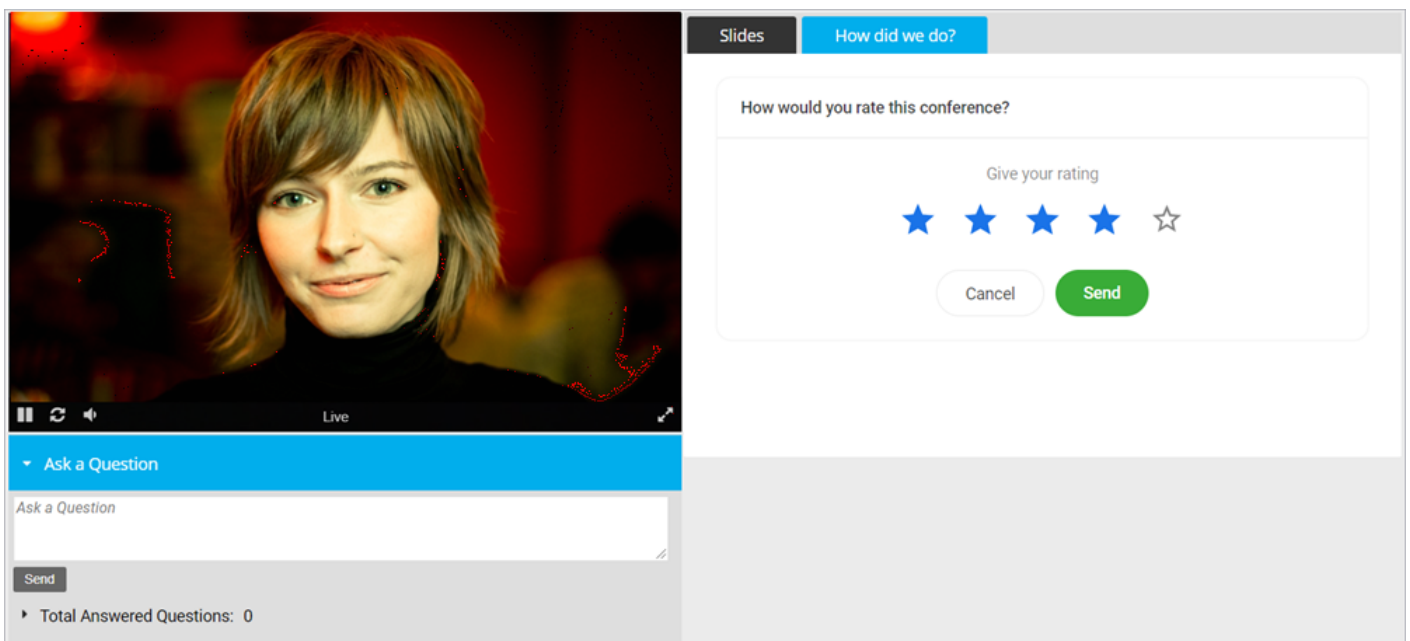 Slides
How did we do?
How would you rate this conference?
Give your rating
Cancel
Send
Live
Ask a Question
Ask a Question
Send
Total Answered Questions: 0